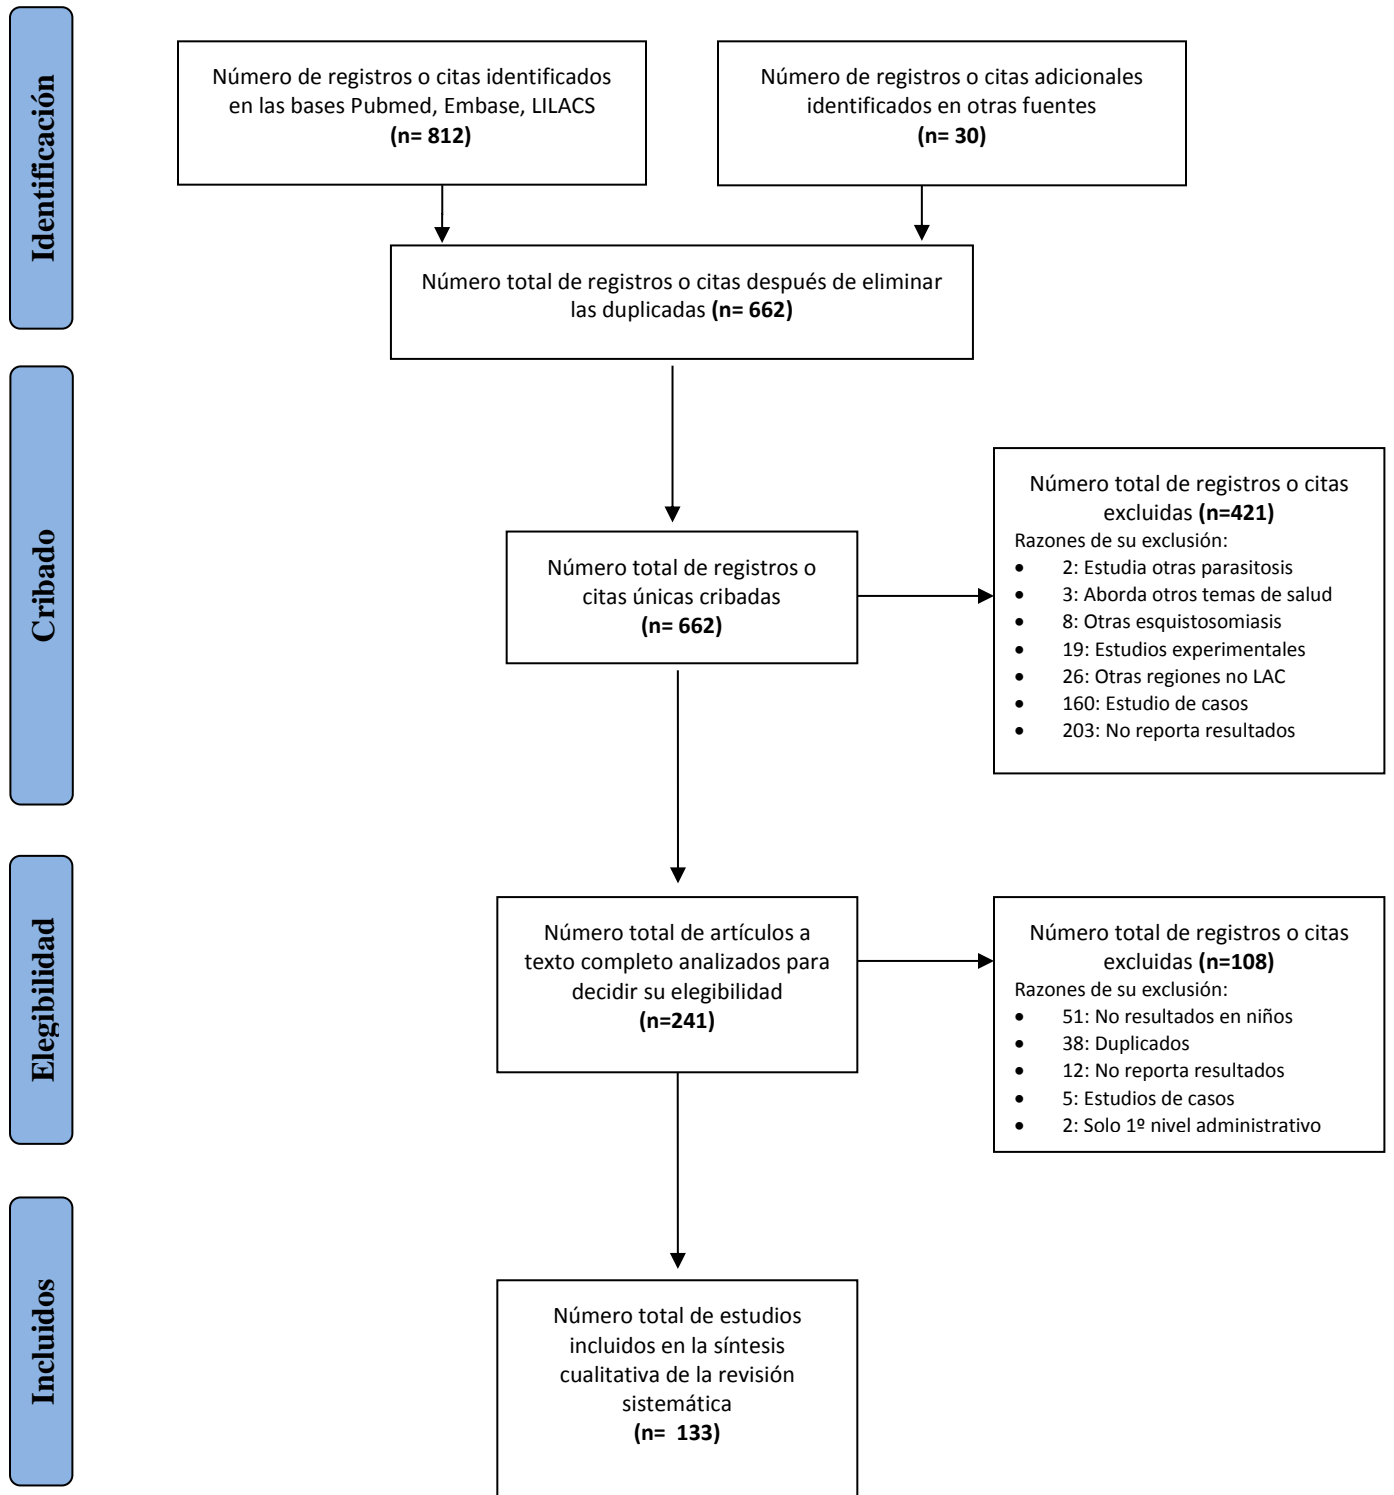 Identificación
Número de registros o citas identificados
en las bases Pubmed, Embase, LILACS
(n= 812)
Número de registros o citas adicionales
identificados en otras fuentes
(n= 30)
Número total de registros o citas después de eliminar
las duplicadas (n= 662)
Cribado
Número total de registros o
citas únicas cribadas
(n= 662)
Número total de registros o citas
excluidas (n=421)
Razones de su exclusión:
• 2: Estudia otras parasitosis
• 3: Aborda otros temas de salud
• 8: Otras esquistosomiasis
• 19: Estudios experimentales
• 26: Otras regiones no LAC
• 160: Estudio de casos
• 203: No reporta resultados
Elegibilidad
Número total de artículos a
texto completo analizados para
decidir su elegibilidad
(n=241)
Número total de registros o citas
excluidas (n=108)
Razones de su exclusión:
• 51: No resultados en niños
• 38: Duplicados
• 12: No reporta resultados
• 5: Estudios de casos
• 2: Solo 1º nivel administrativo
Incluidos
Número total de estudios
incluidos en la síntesis
cualitativa de la revisión
sistemática
(n= 133)